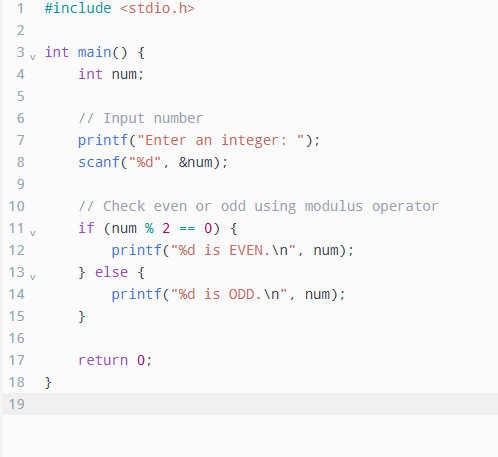 1 #include <stdio.h>
2
3 int main() {
4     int num;
5
6     // Input number
7     printf("Enter an integer: ");
8     scanf("%d", &num);
9
10     // Check even or odd using modulus operator
11     if (num % 2 == 0) {
12         printf("%d is EVEN.\n", num);
13     } else {
14         printf("%d is ODD.\n", num);
15     }
16
17     return 0;
18 }
19